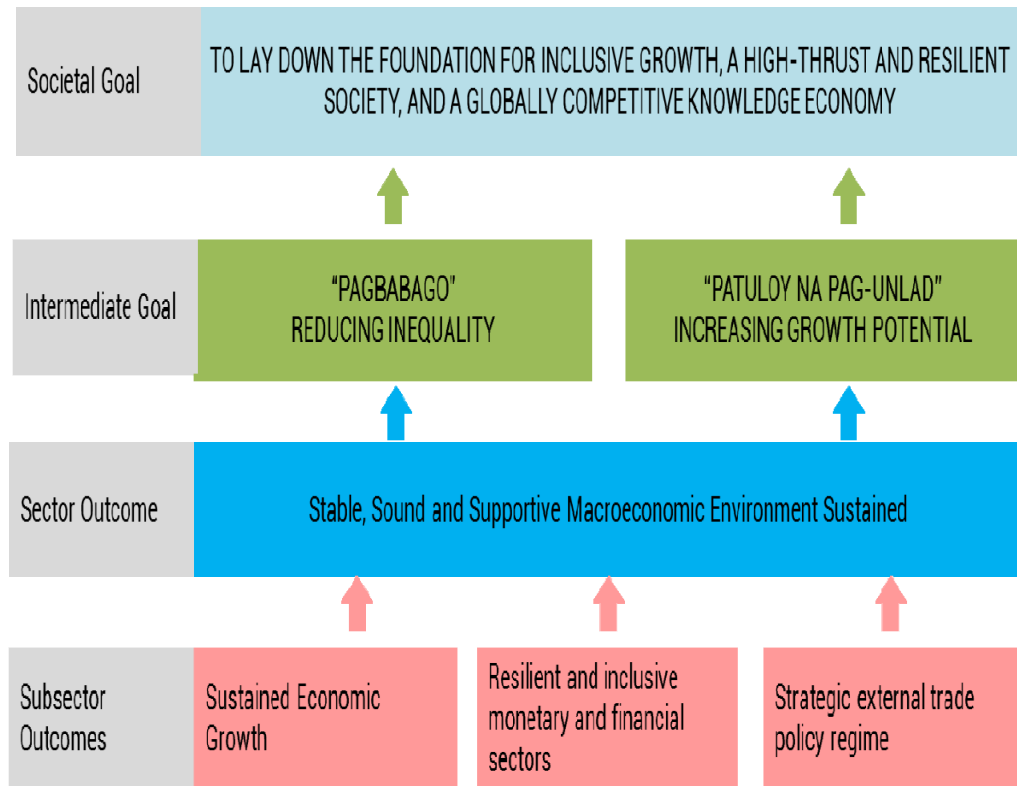 Societal Goal
TO LAY DOWN THE FOUNDATION FOR INCLUSIVE GROWTH, A HIGH-THRUST AND RESILIENT
SOCIETY, AND A GLOBALLY COMPETITIVE KNOWLEDGE ECONOMY
Intermediate Goal
“PAGBABAGO”
REDUCING INEQUALITY
“PATULOY NA PAG-UNLAD”
INCREASING GROWTH POTENTIAL
Sector Outcome
Stable, Sound and Supportive Macroeconomic Environment Sustained
Subsector
Outcomes
Sustained Economic
Growth
Resilient and inclusive
monetary and financial
sectors
Strategic external trade
policy regime